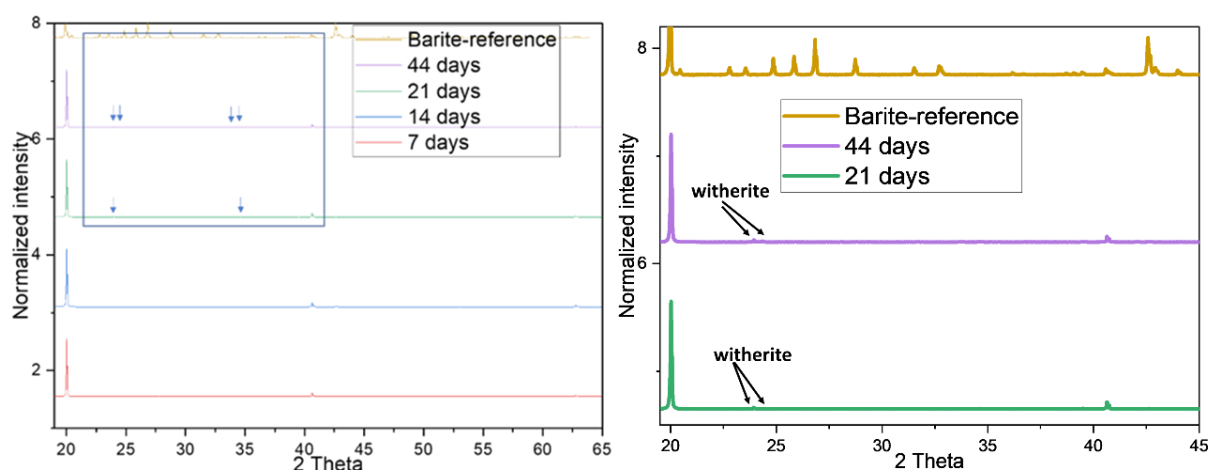 8
6
4
2
Normalized intensity
Barite-reference
44 days
21 days
14 days
7 days
20 25 30 35 40 45 50 55 60 65
2 Theta
8
6
Normalized intensity
Barite-reference
44 days
21 days
witherite
witherite
20 25 30 35 40 45
2 Theta